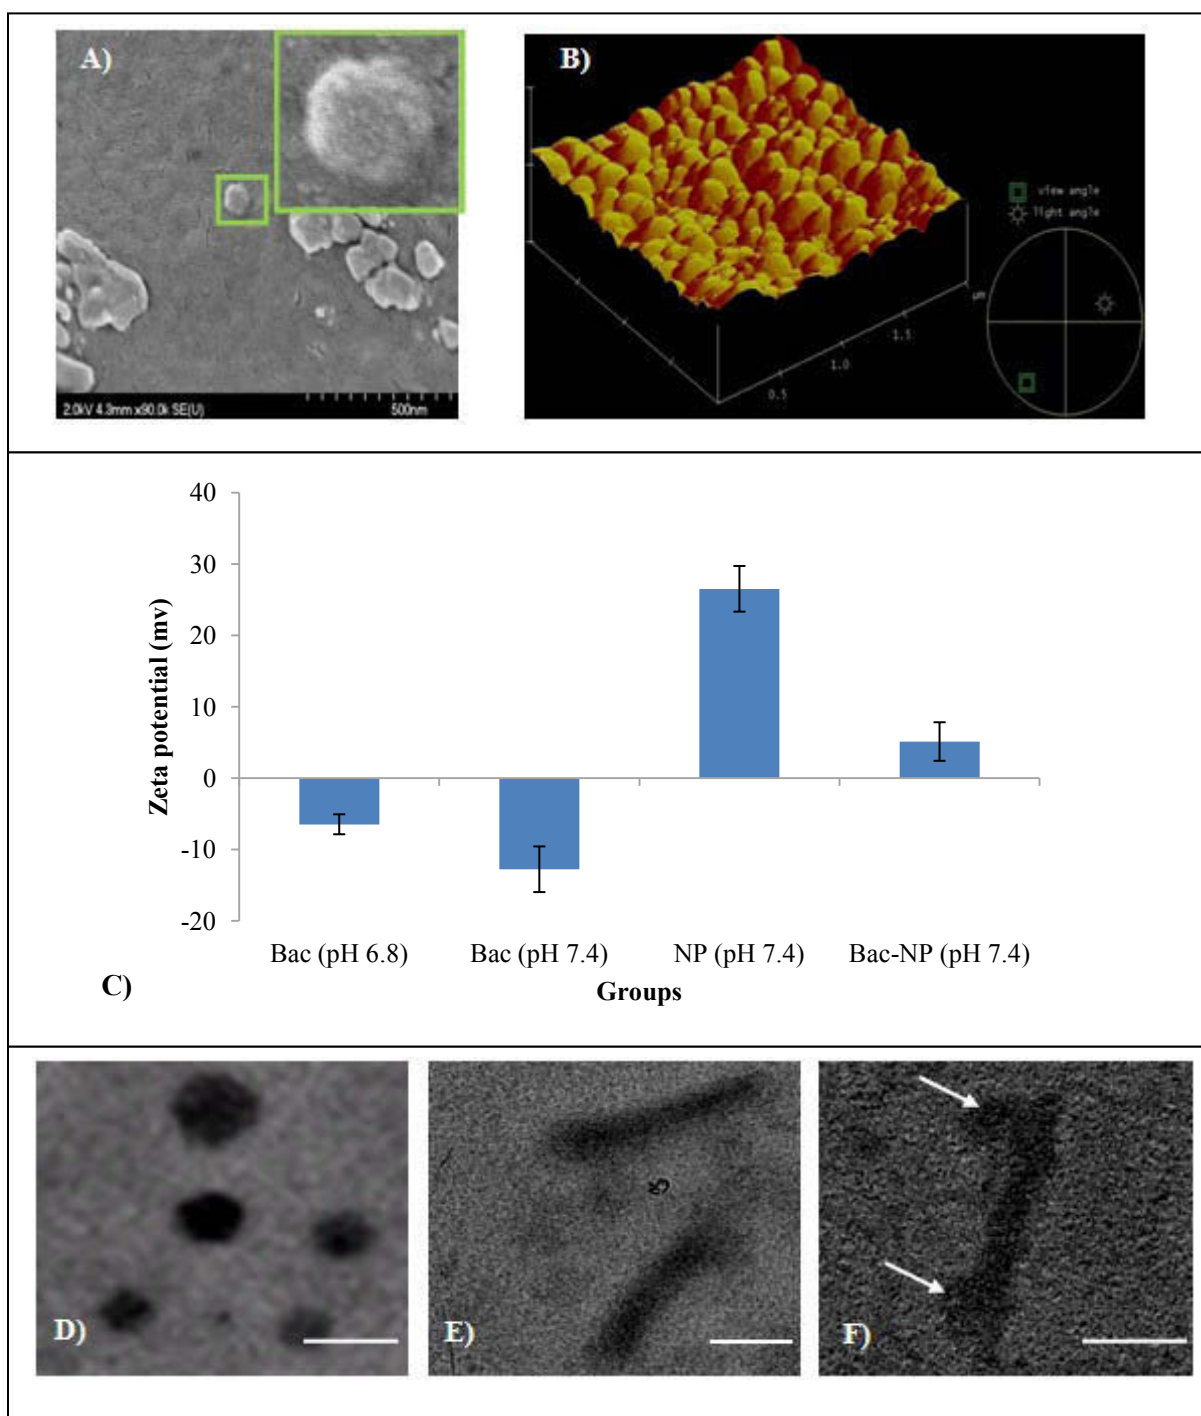 A)
2.0kV 4.3mm x90.0k SE(U)
500nm
B)
view angle
light angle
µm
0.5
1.0
1.5
40
30
20
10
0
-10
-20
Zeta potential (mv)
Bac (pH 6.8)
Bac (pH 7.4)
NP (pH 7.4)
Bac-NP (pH 7.4)
Groups
C)
D)
E)
F)